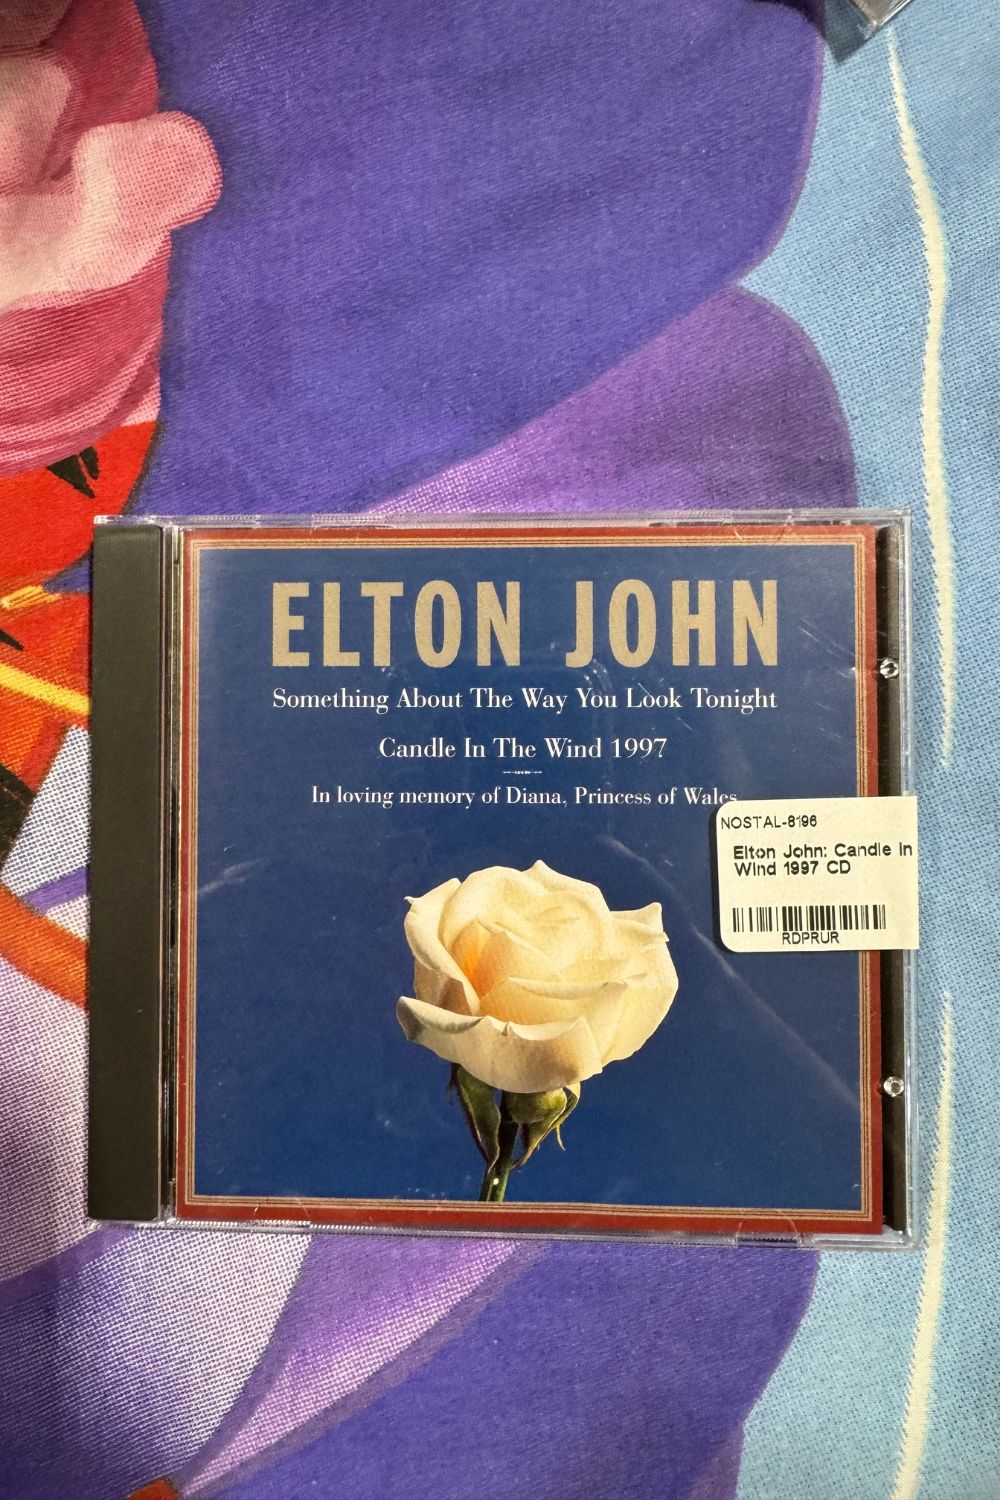 ELTON JOHN
Something About The Way You Look Tonight
Candle In The Wind 1997
In loving memory of Diana, Princess of Wales
NOSTAL-8196
Elton John: Candle In
Wind 1997 CD
RDPRUR